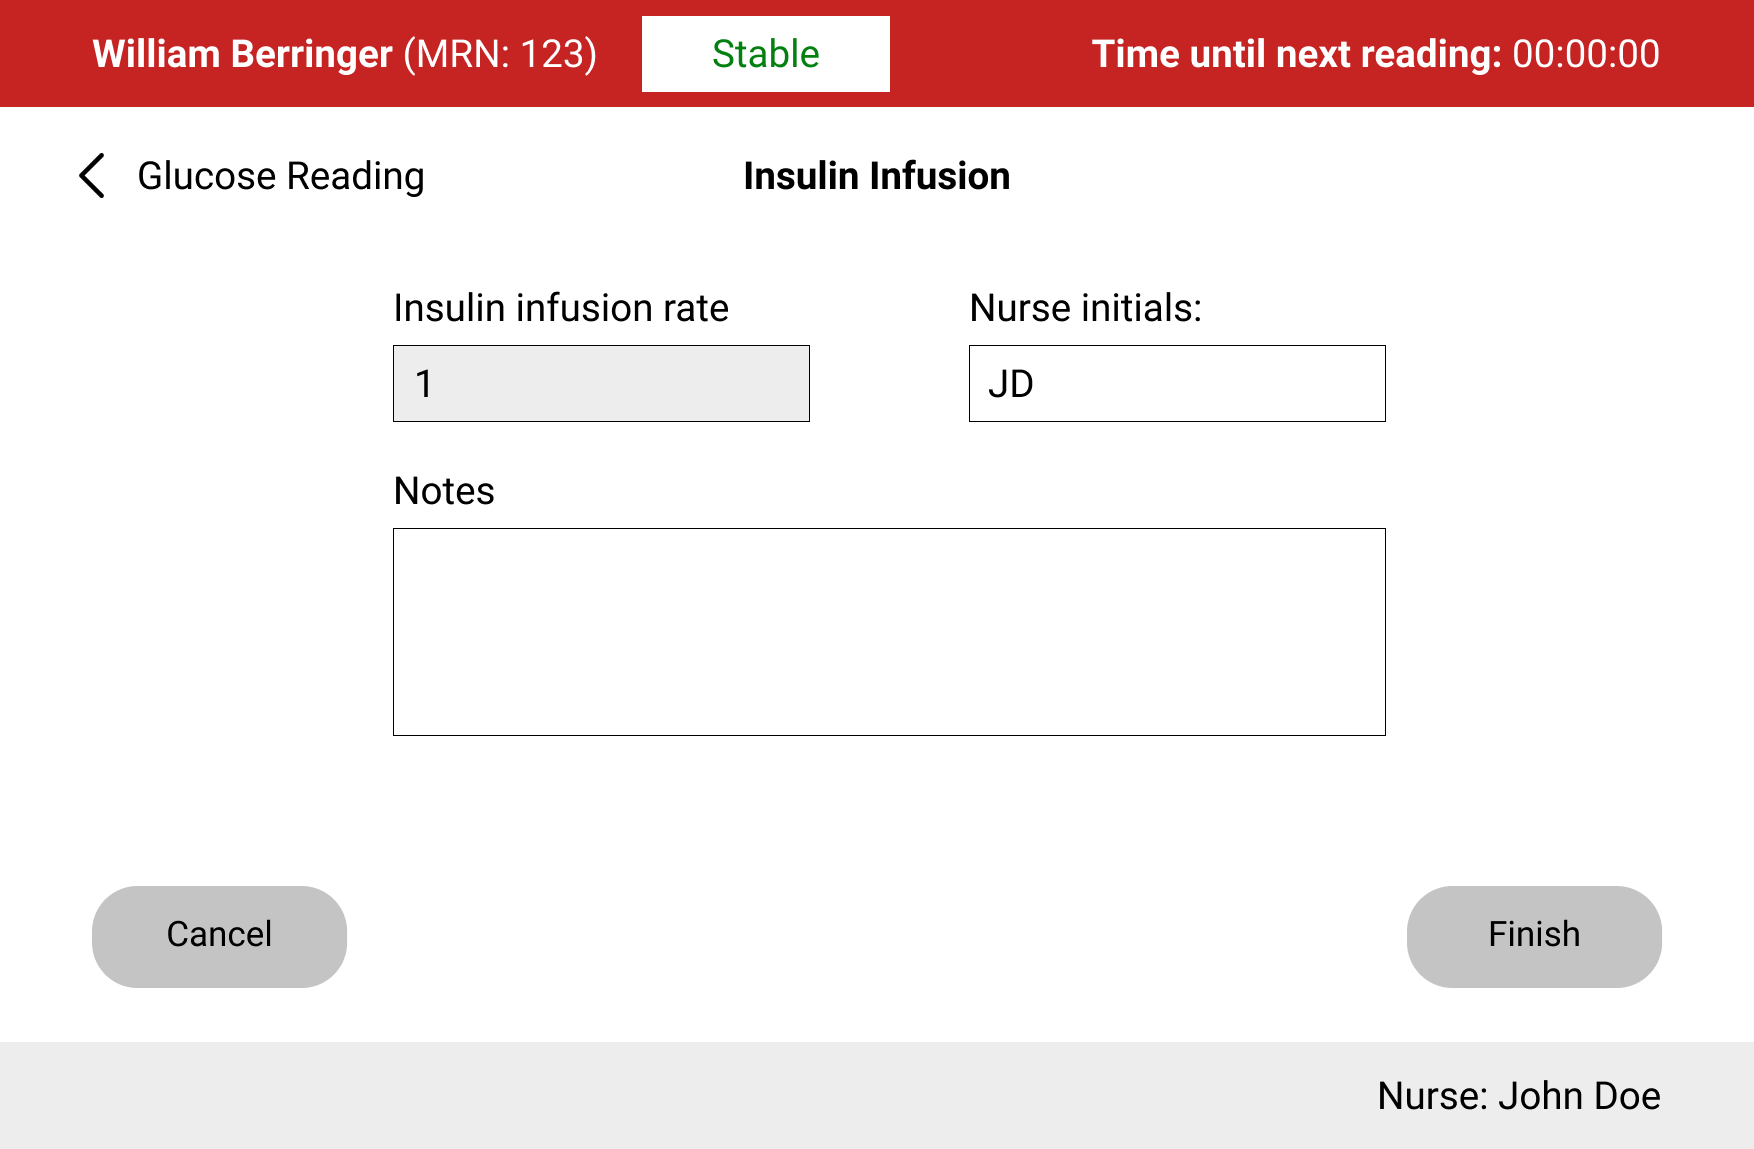 William Berringer (MRN: 123)
Stable
Time until next reading: 00:00:00
Glucose Reading
Insulin Infusion
Insulin infusion rate
Nurse initials:
1
JD
Notes
Cancel
Finish
Nurse: John Doe